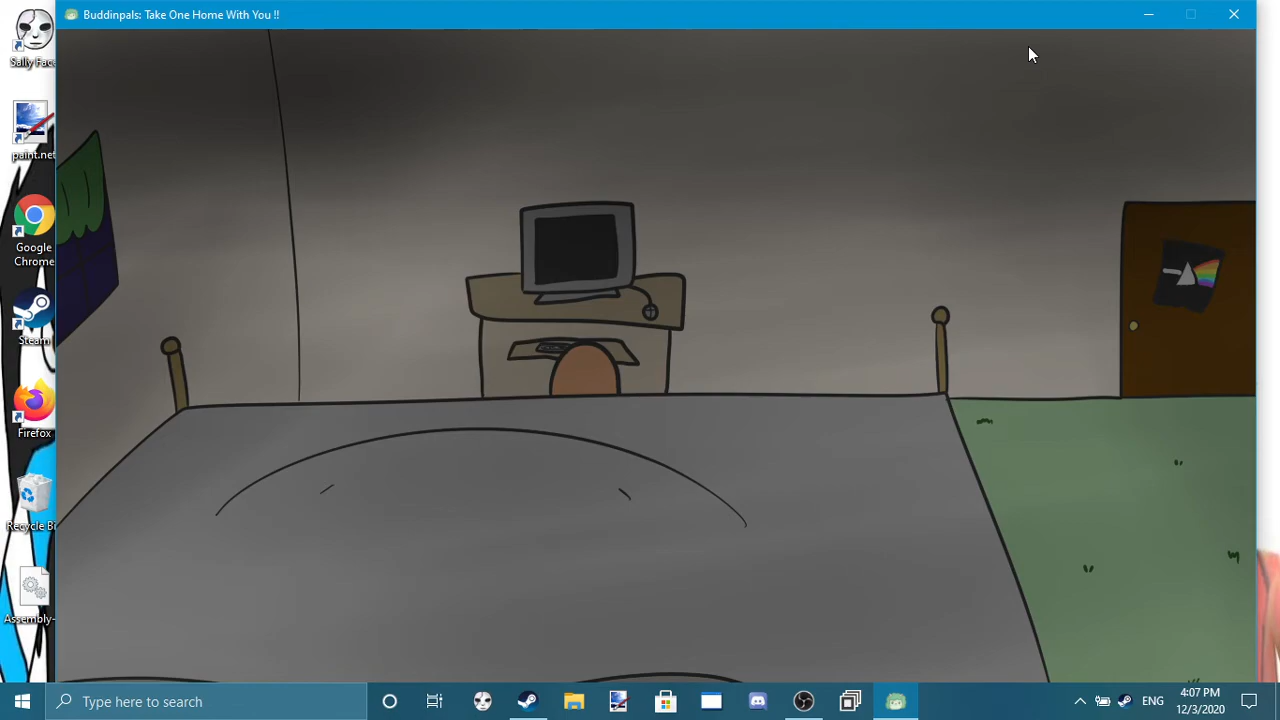 Buddinpals: Take One Home With You !!
Sally Face
paint.net
Google
Chrome
Steam
Firefox
Recycle Bi
Assembly-
Type here to search
ENG
4:07 PM
12/3/2020